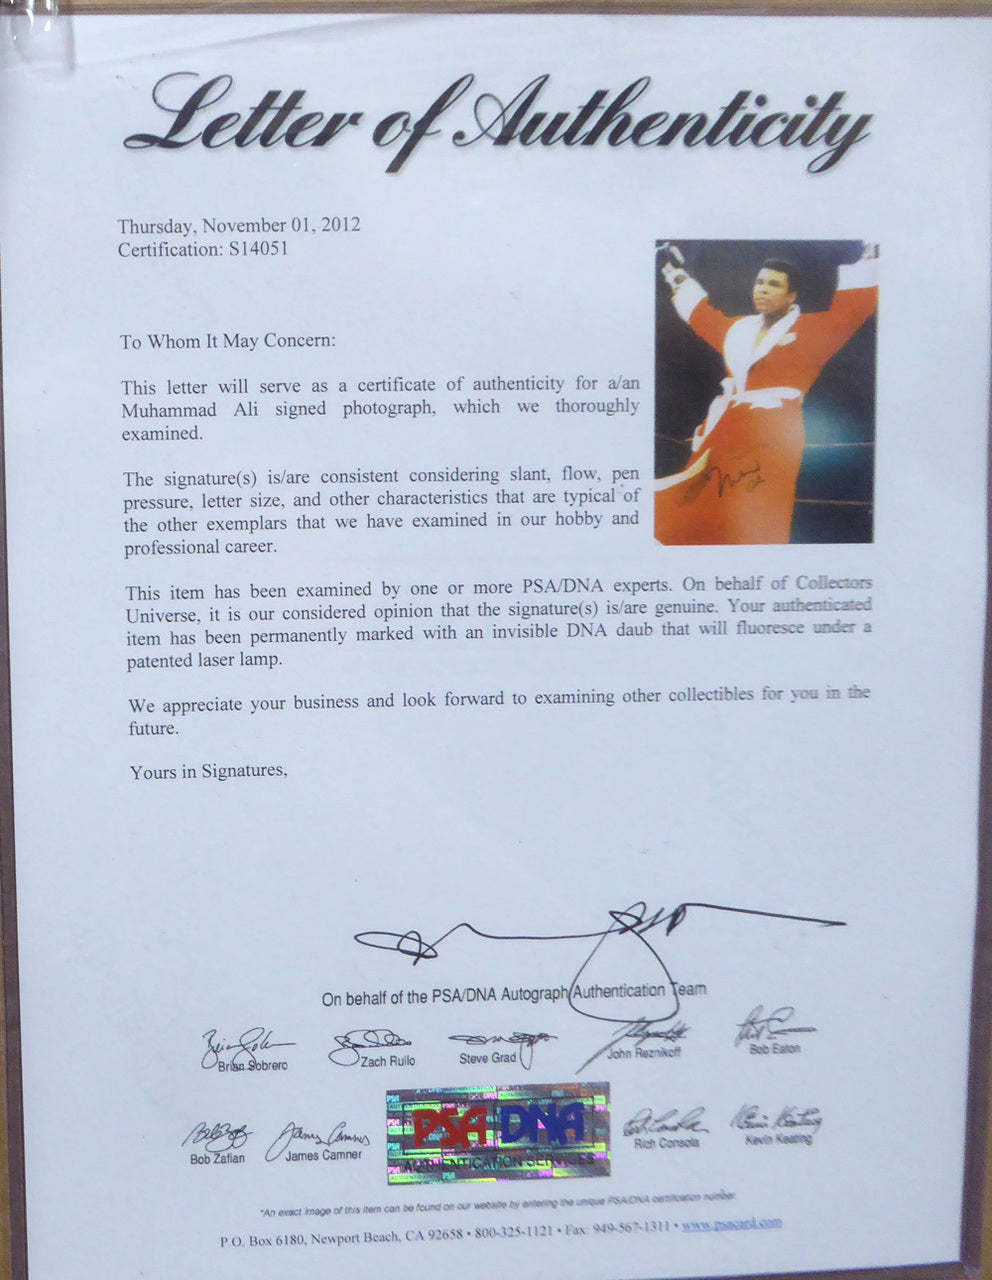 Letter of Authenticity
Thursday, November 01, 2012
Certification: S14051
To Whom It May Concern:
This letter will serve as a certificate of authenticity for a/an
Muhammad Ali signed photograph, which we thoroughly
examined.
The signature(s) is/are consistent considering slant, flow, pen
pressure, letter size, and other characteristics that are typical of
the other exemplars that we have examined in our hobby and
professional career.
This item has been examined by one or more PSA/DNA experts. On behalf of Collectors
Universe, it is our considered opinion that the signature(s) is/are genuine. Your authenticated
item has been permanently marked with an invisible DNA daub that will fluoresce under a
patented laser lamp.
We appreciate your business and look forward to examining other collectibles for you in the
future.
Yours in Signatures,
On behalf of the PSA/DNA Autograph Authentication Team
Brian Sobrero Zach Rullo Steve Grad John Reznikoff Bob Eaton
Bob Zafian James Camner Rich Consola Kevin Keating
PSA DNA
AUTHENTICATION SERVICES
*An exact image of this item can be found on our website by entering the unique PSA/DNA certification number.
P.O. Box 6180, Newport Beach, CA 92658 • 800-325-1121 • Fax: 949-567-1311 • www.psacard.com